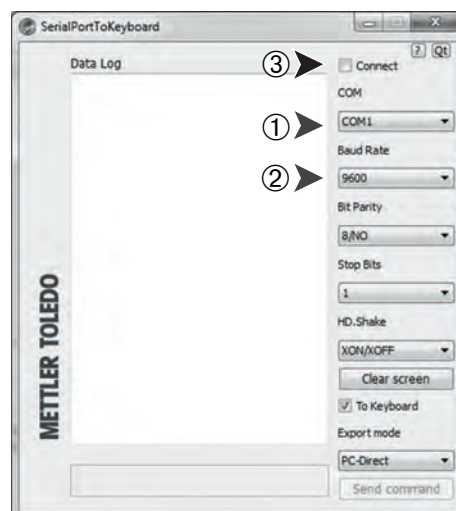 SerialPortToKeyboard
? Qt
Data Log
③ Connect
COM
① COM1
Baud Rate
② 9600
Bit Parity
8/NO
Stop Bits
1
HD.Shake
XON/XOFF
Clear screen
To Keyboard
Export mode
PC-Direct
Send command
METTLER TOLEDO